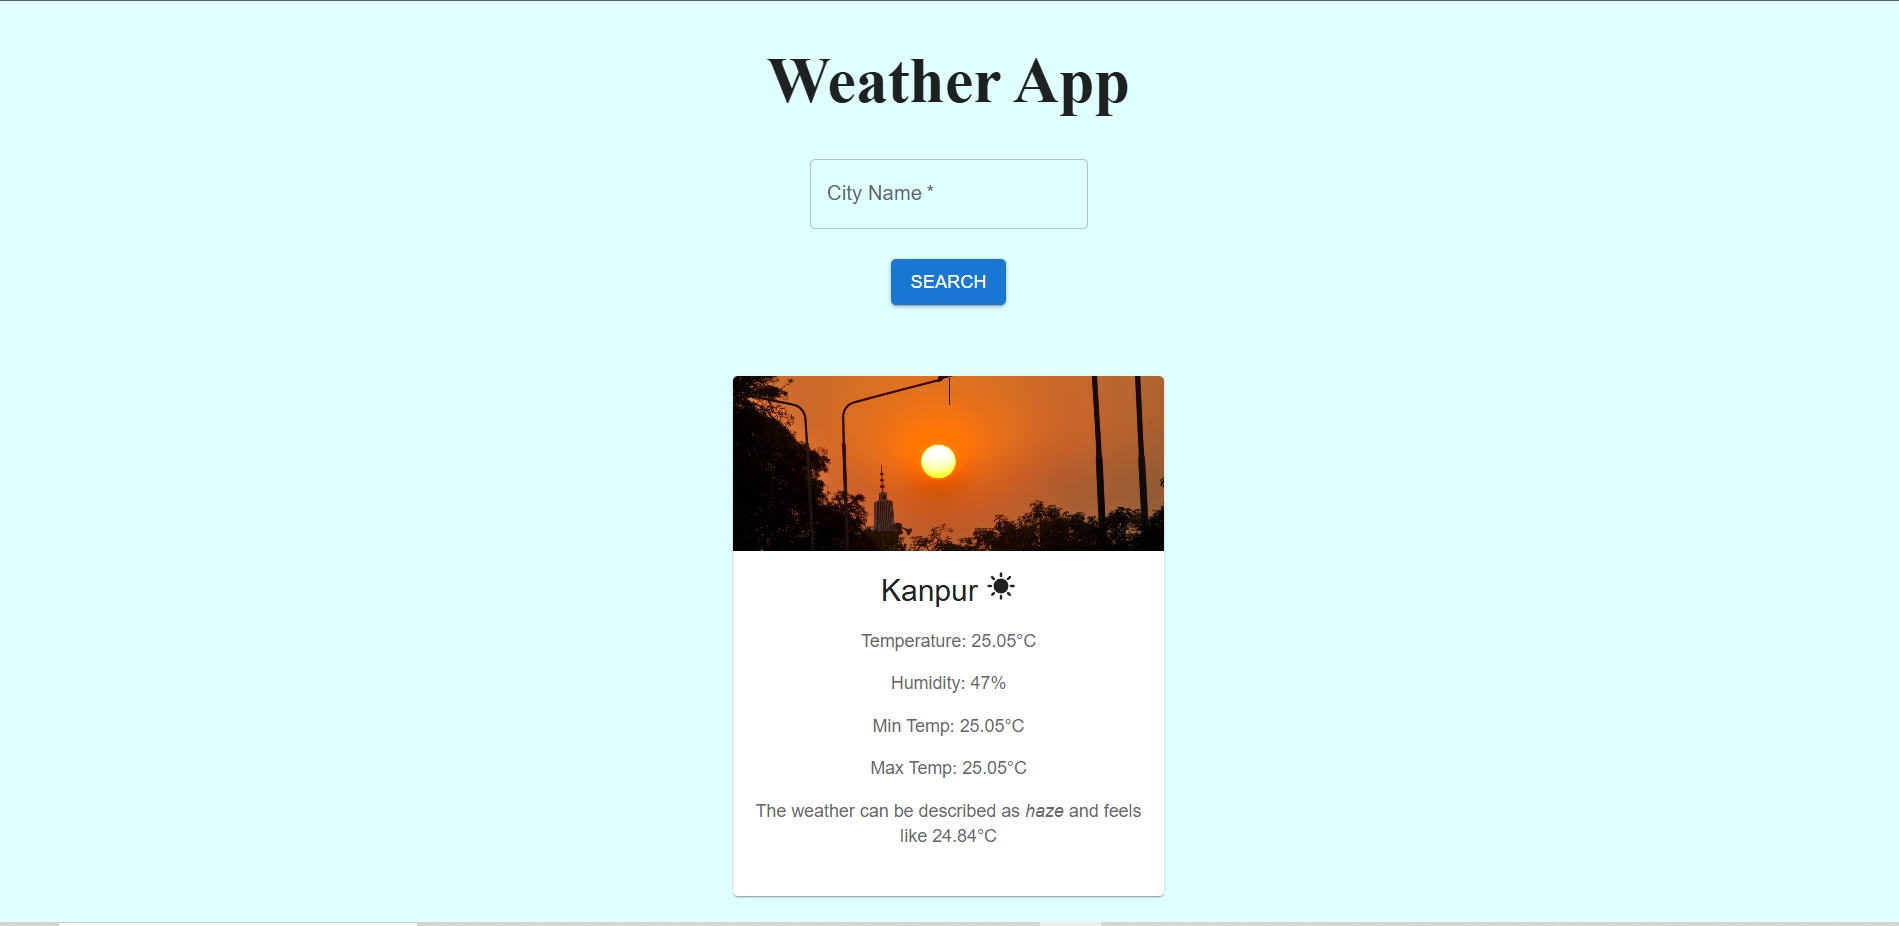 Weather App
City Name *
SEARCH
Kanpur
Temperature: 25.05°C
Humidity: 47%
Min Temp: 25.05°C
Max Temp: 25.05°C
The weather can be described as haze and feels
like 24.84°C